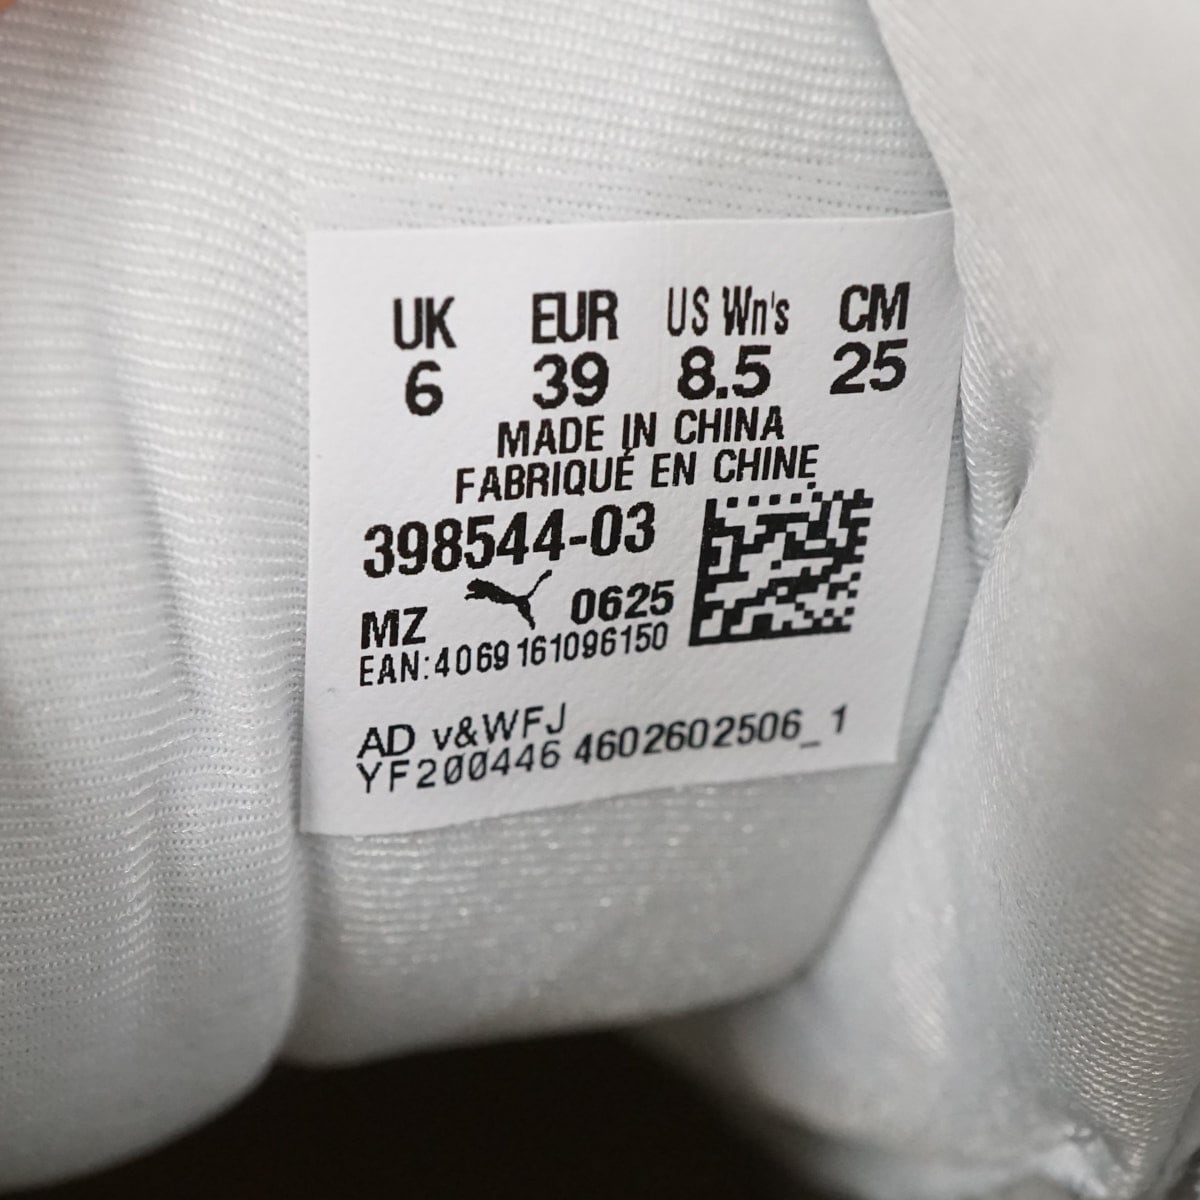 UK EUR US Wn's CM
6 39 8.5 25
MADE IN CHINA
FABRIQUÉ EN CHINE
398544-03
MZ 0625
EAN:4069161096150
AD v&WFJ
YF200446 4602602506_1